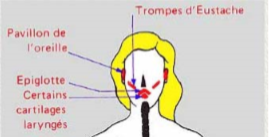 Trompes d'Eustache
Pavillon de
l'oreille
Epiglotte
Certains
cartilages
laryngés